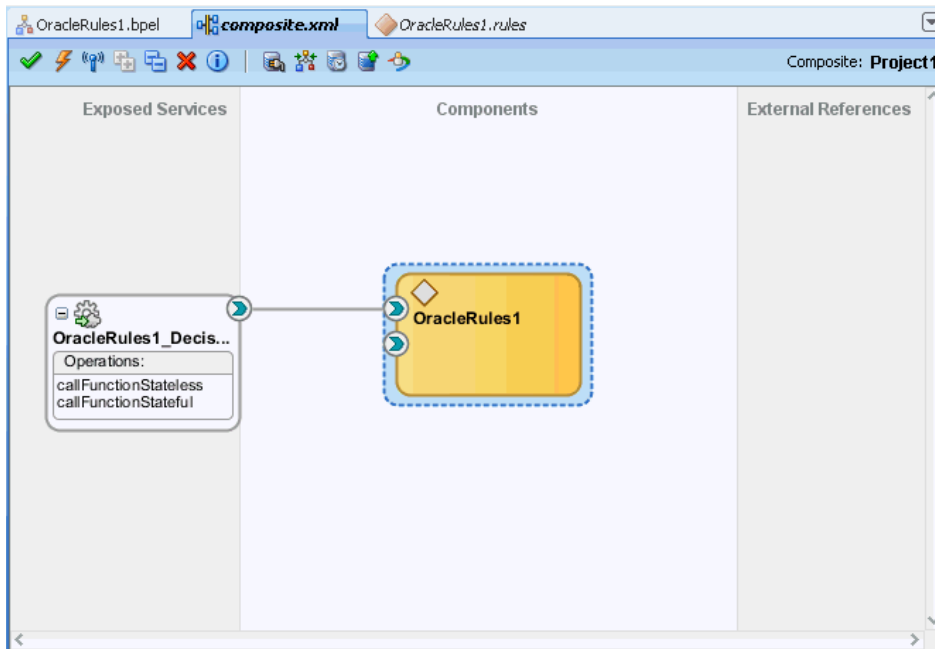 OracleRules1.bpel composite.xml OracleRules1.rules
Composite: Project1
Exposed Services Components External References
OracleRules1
OracleRules1_Decis...
Operations:
callFunctionStateless
callFunctionStateful